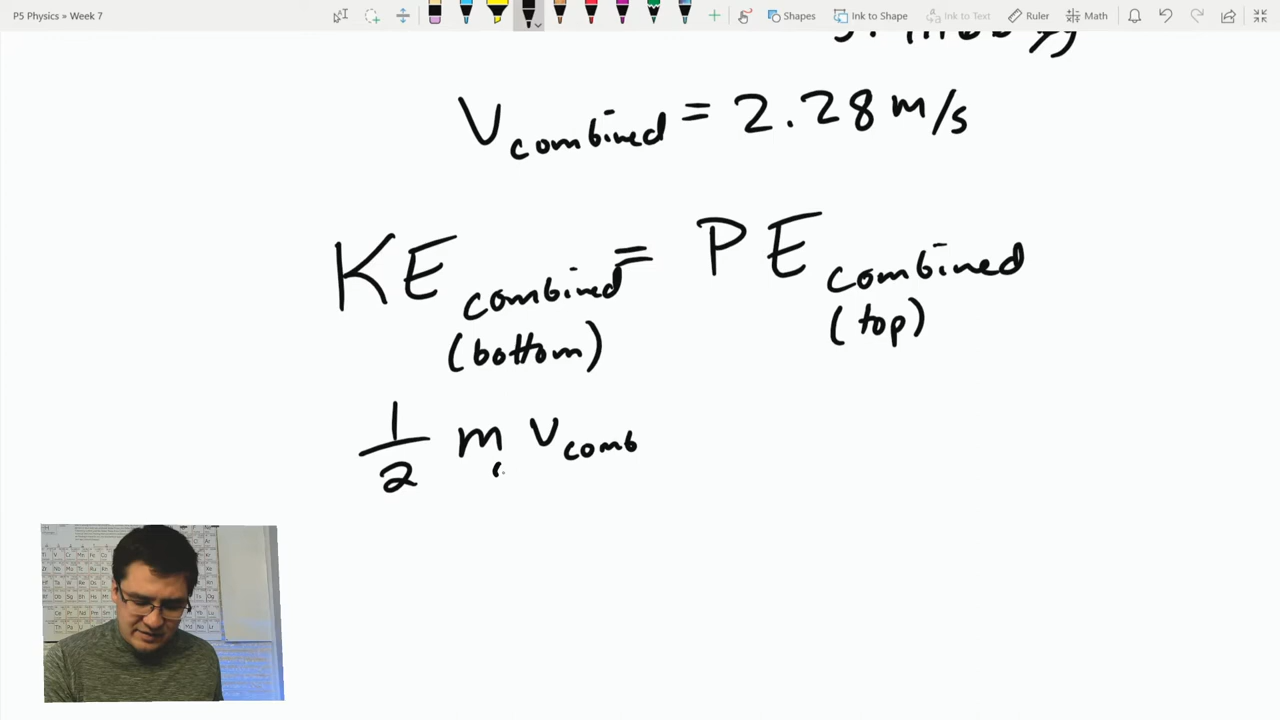 P5 Physics » Week 7
Shapes
Ink to Shape
Ink to Text
Ruler
Math
V combined = 2.28 m/s
KE combined = PE combined
(bottom) (top)
1/2 m v comb